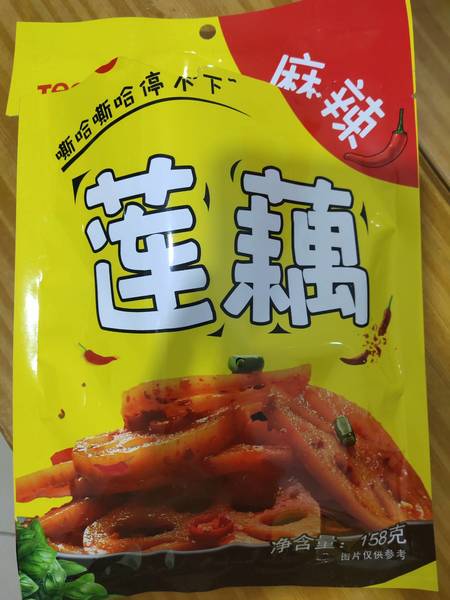 麻辣
嘶哈嘶哈停不下
莲藕
净含量：158克
图片仅供参考